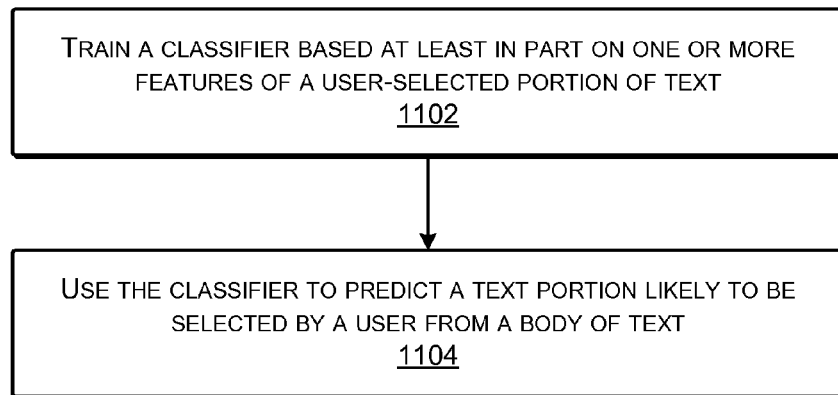 TRAIN A CLASSIFIER BASED AT LEAST IN PART ON ONE OR MORE
FEATURES OF A USER-SELECTED PORTION OF TEXT
1102
USE THE CLASSIFIER TO PREDICT A TEXT PORTION LIKELY TO BE
SELECTED BY A USER FROM A BODY OF TEXT
1104